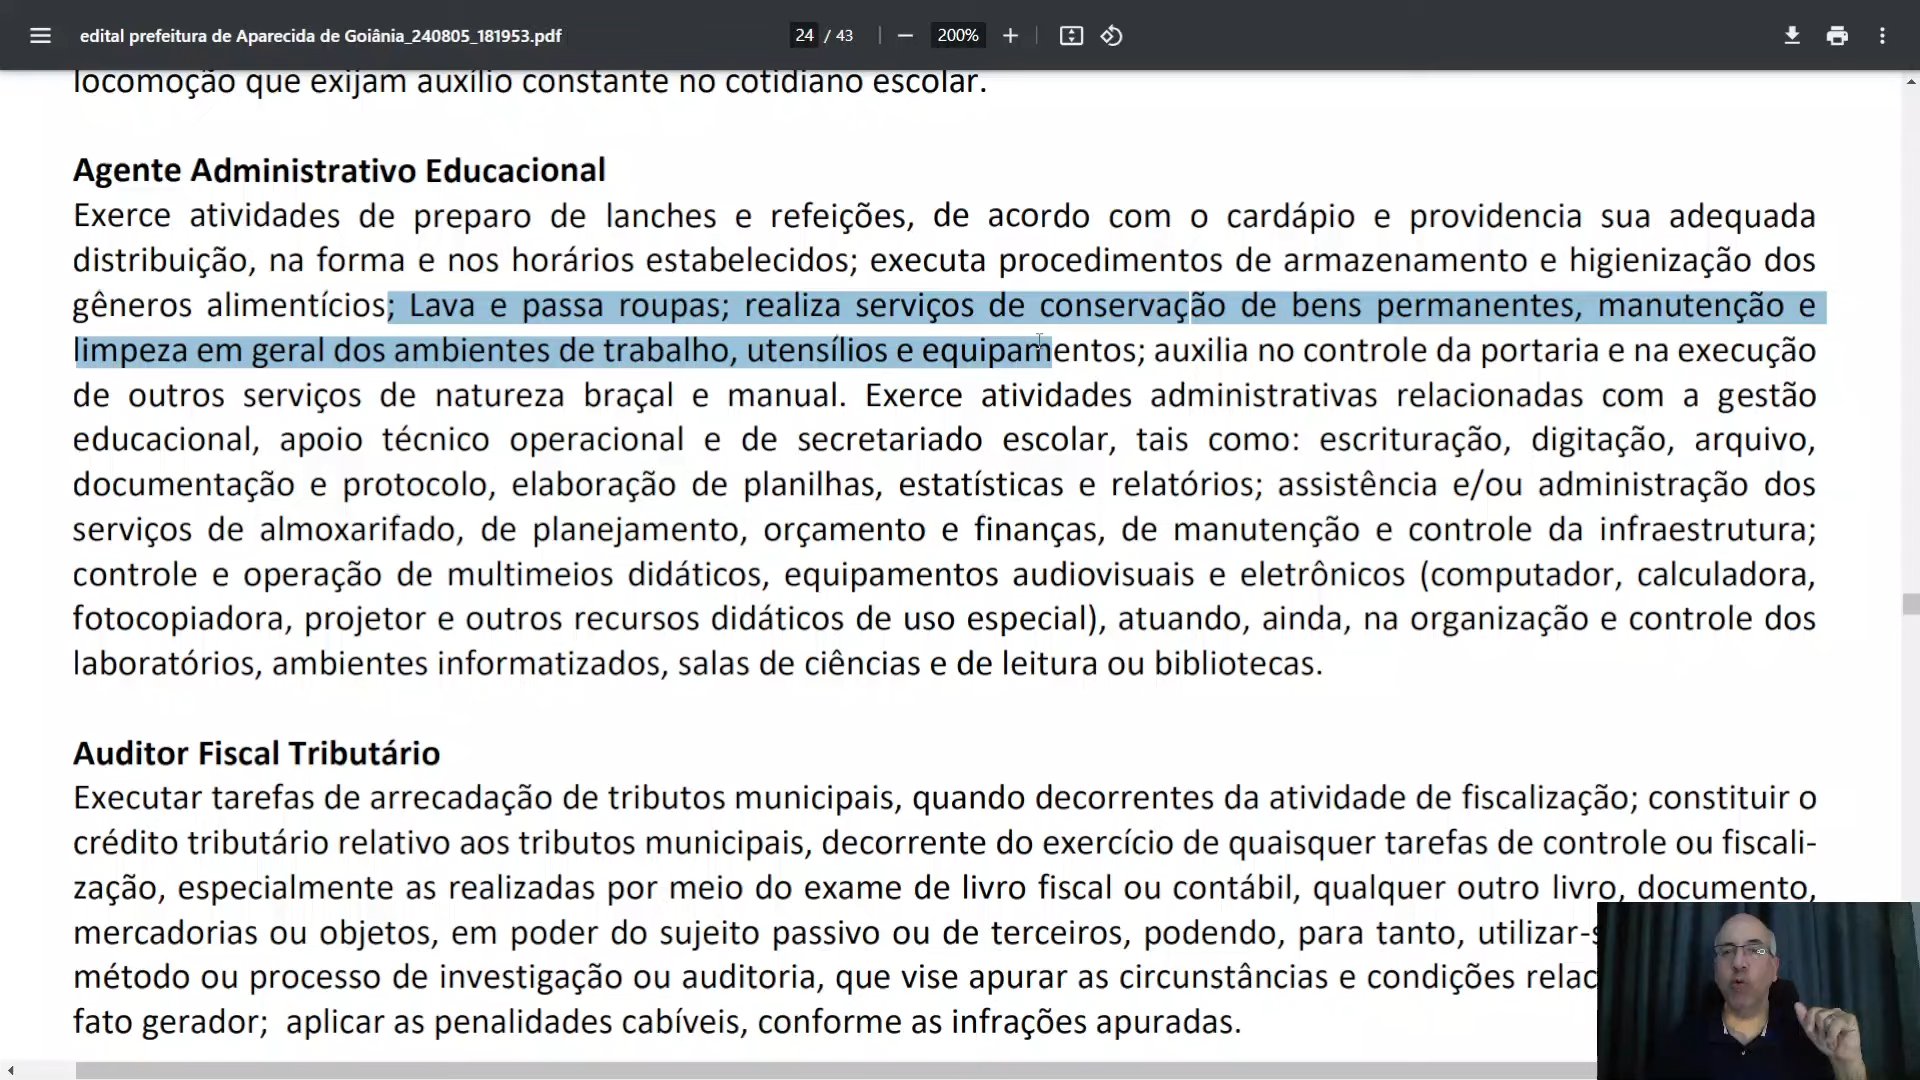 edital prefeitura de Aparecida de Goiânia_240805_181953.pdf
24 / 43
200%
locomoção que exijam auxílio constante no cotidiano escolar.
Agente Administrativo Educacional
Exerce atividades de preparo de lanches e refeições, de acordo com o cardápio e providencia sua adequada
distribuição, na forma e nos horários estabelecidos; executa procedimentos de armazenamento e higienização dos
gêneros alimentícios; Lava e passa roupas; realiza serviços de conservação de bens permanentes, manutenção e
limpeza em geral dos ambientes de trabalho, utensílios e equipamentos; auxilia no controle da portaria e na execução
de outros serviços de natureza braçal e manual. Exerce atividades administrativas relacionadas com a gestão
educacional, apoio técnico operacional e de secretariado escolar, tais como: escrituração, digitação, arquivo,
documentação e protocolo, elaboração de planilhas, estatísticas e relatórios; assistência e/ou administração dos
serviços de almoxarifado, de planejamento, orçamento e finanças, de manutenção e controle da infraestrutura;
controle e operação de multimeios didáticos, equipamentos audiovisuais e eletrônicos (computador, calculadora,
fotocopiadora, projetor e outros recursos didáticos de uso especial), atuando, ainda, na organização e controle dos
laboratórios, ambientes informatizados, salas de ciências e de leitura ou bibliotecas.
Auditor Fiscal Tributário
Executar tarefas de arrecadação de tributos municipais, quando decorrentes da atividade de fiscalização; constituir o
crédito tributário relativo aos tributos municipais, decorrente do exercício de quaisquer tarefas de controle ou fiscali-
zação, especialmente as realizadas por meio do exame de livro fiscal ou contábil, qualquer outro livro, documento,
mercadorias ou objetos, em poder do sujeito passivo ou de terceiros, podendo, para tanto, utilizar-
método ou processo de investigação ou auditoria, que vise apurar as circunstâncias e condições
fato gerador; aplicar as penalidades cabíveis, conforme as infrações apuradas.